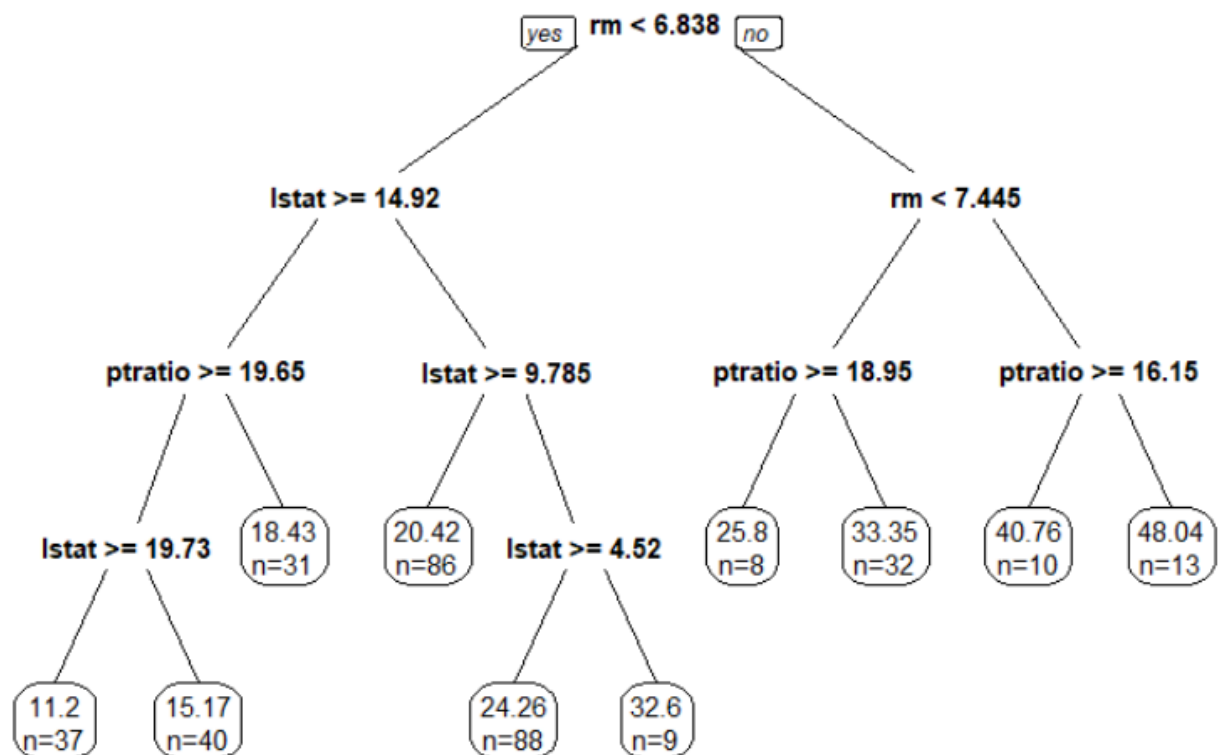 yes rm < 6.838 no
lstat >= 14.92
rm < 7.445
ptratio >= 19.65
lstat >= 9.785
ptratio >= 18.95
ptratio >= 16.15
lstat >= 19.73
18.43
n=31
20.42
n=86
lstat >= 4.52
25.8
n=8
33.35
n=32
40.76
n=10
48.04
n=13
11.2
n=37
15.17
n=40
24.26
n=88
32.6
n=9